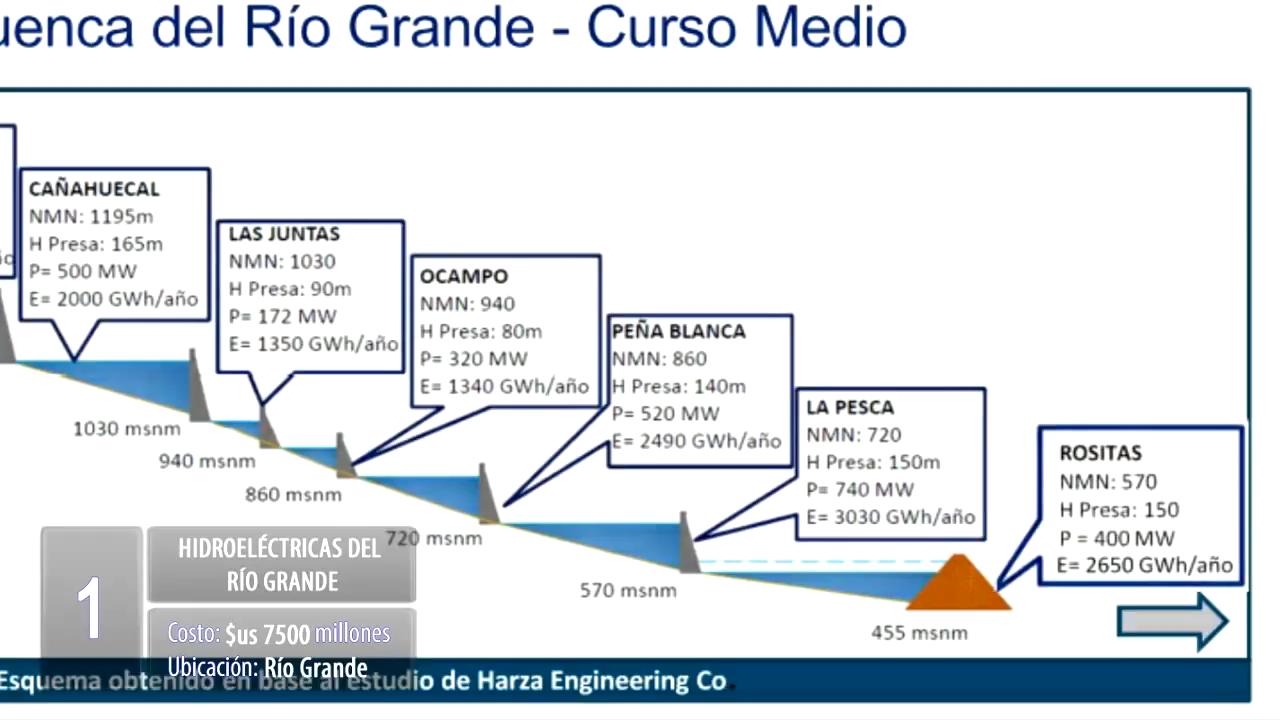 uenca del Río Grande - Curso Medio
CAÑAHUECAL
NMN: 1195m
H Presa: 165m
P= 500 MW
E= 2000 GWh/año
LAS JUNTAS
NMN: 1030
H Presa: 90m
P= 172 MW
E= 1350 GWh/año
OCAMPO
NMN: 940
H Presa: 80m
P= 320 MW
E= 1340 GWh/año
PEÑA BLANCA
NMN: 860
H Presa: 140m
P= 520 MW
E= 2490 GWh/año
LA PESCA
NMN: 720
H Presa: 150m
P= 740 MW
E= 3030 GWh/año
ROSITAS
NMN: 570
H Presa: 150
P = 400 MW
E= 2650 GWh/año
1030 msnm
940 msnm
860 msnm
720 msnm
570 msnm
455 msnm
1
HIDROELÉCTRICAS DEL
RÍO GRANDE
Costo: $us 7500 millones
Ubicación: Río Grande
Esquema obtenido en base al estudio de Harza Engineering Co.